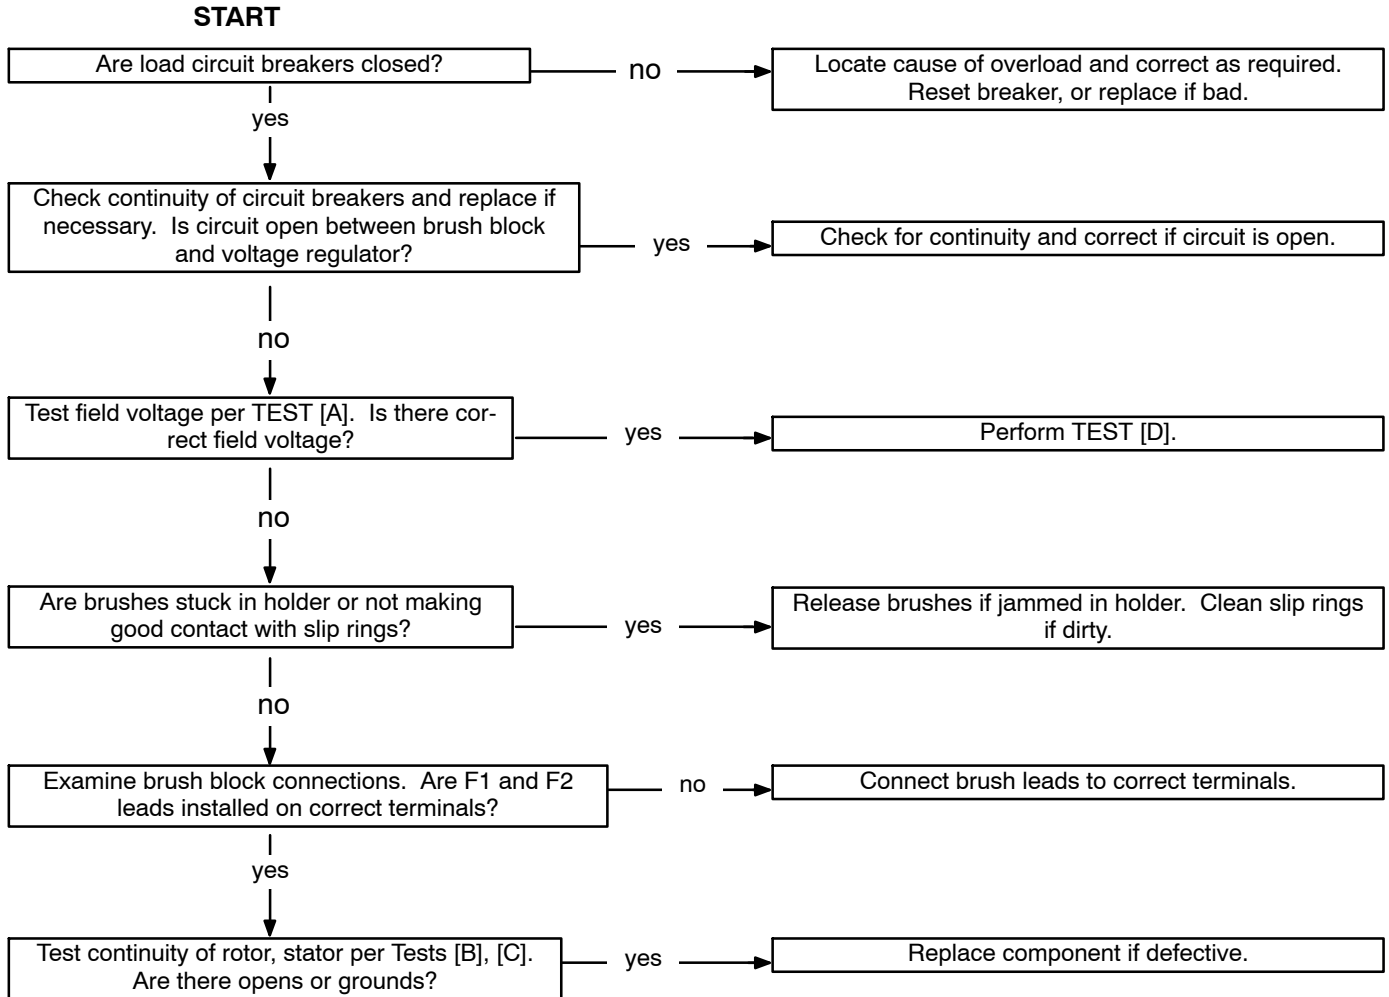 START
Are load circuit breakers closed?
no
Locate cause of overload and correct as required.
Reset breaker, or replace if bad.
yes
Check continuity of circuit breakers and replace if
necessary.  Is circuit open between brush block
and voltage regulator?
yes
Check for continuity and correct if circuit is open.
no
Test field voltage per TEST [A].  Is there cor-
rect field voltage?
yes
Perform TEST [D].
no
Are brushes stuck in holder or not making
good contact with slip rings?
yes
Release brushes if jammed in holder.  Clean slip rings
if dirty.
no
Examine brush block connections.  Are F1 and F2
leads installed on correct terminals?
no
Connect brush leads to correct terminals.
yes
Test continuity of rotor, stator per Tests [B], [C].
Are there opens or grounds?
yes
Replace component if defective.